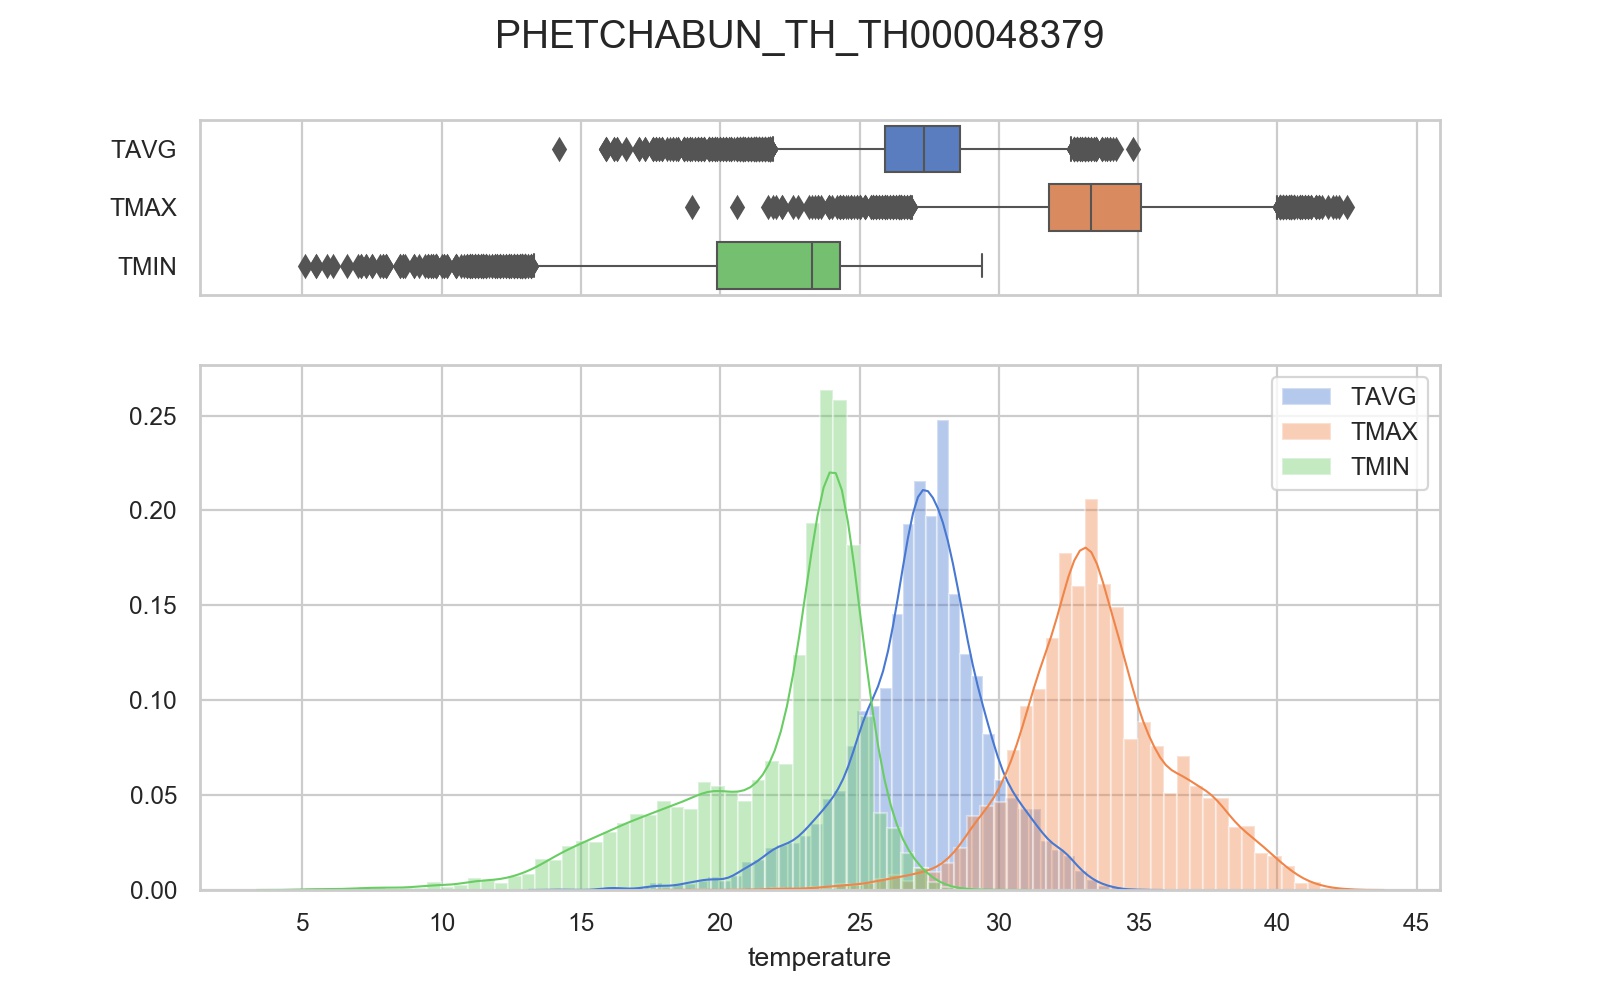 PHETCHABUN_TH_TH000048379
TAVG
TMAX
TMIN
TAVG
TMAX
TMIN
0.25
0.20
0.15
0.10
0.05
0.00
5 10 15 20 25 30 35 40 45
temperature